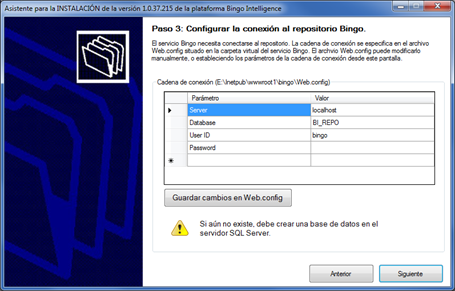 Asistente para la INSTALACIÓN de la versión 1.0.37.215 de la plataforma Bingo Intelligence
Paso 3: Configurar la conexión al repositorio Bingo.
El servicio Bingo necesita conectarse al repositorio. La cadena de conexión se especifica en el archivo
Web.config situado en la carpeta virtual del servicio Bingo. El archivo Web.config puede modificarlo
manualmente, o estableciendo los parámetros de la cadena de conexión desde este pantalla.
Cadena de conexión (E:\Inetpub\wwwroot1\bingo\Web.config)
Parámetro Valor
Server localhost
Database BI_REPO
User ID bingo
Password
Guardar cambios en Web.config
Si aún no existe, debe crear una base de datos en el
servidor SQL Server.
Anterior Siguiente